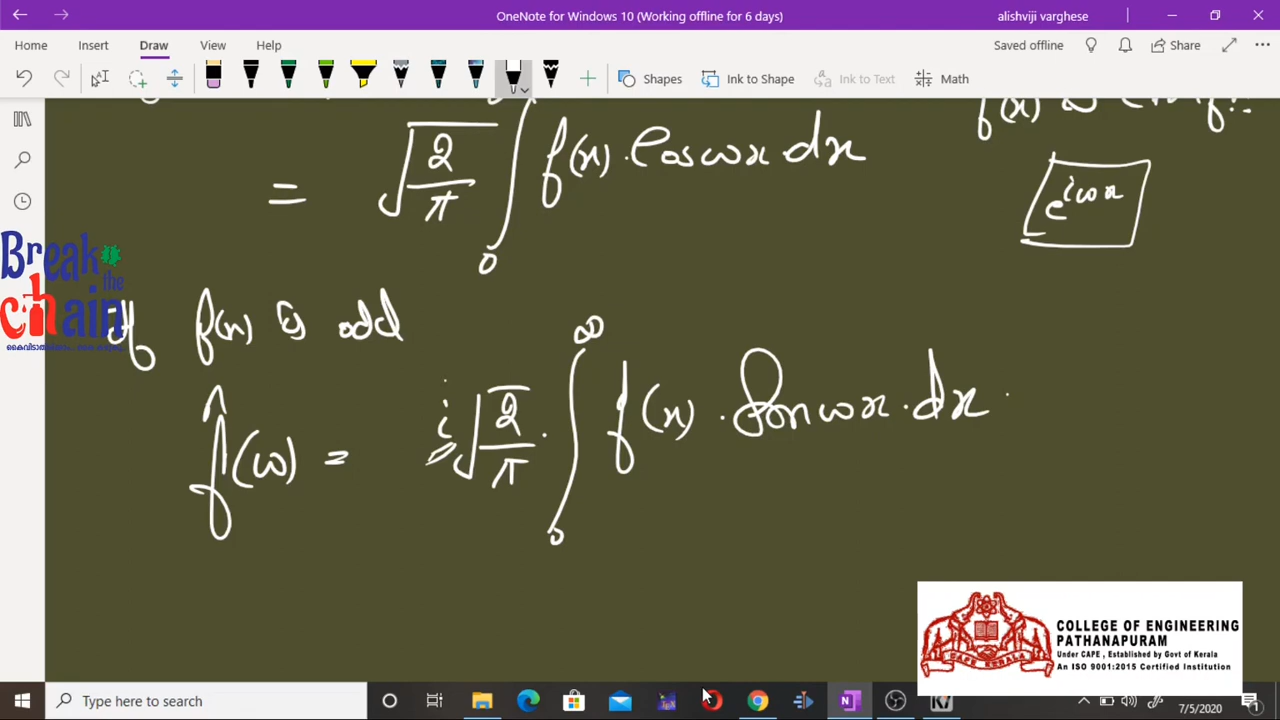 OneNote for Windows 10 (Working offline for 6 days)
alishviji varghese
Home Insert Draw View Help
Saved offline
Share
Shapes
Ink to Shape
Ink to Text
Math
= √(2/π) ∫₀ f(x) · Cos ωx dx
e^{iωx}
Break the chain
കൈവിടാതിരിക്കാം
If f(x) is odd
f̂(ω) = i√(2/π) · ∫₀^∞ f(x) · Sin ωx · dx
COLLEGE OF ENGINEERING
PATHANAPURAM
Under CAPE , Established by Govt of Kerala
An ISO 9001:2015 Certified Institution
Type here to search
7/5/2020